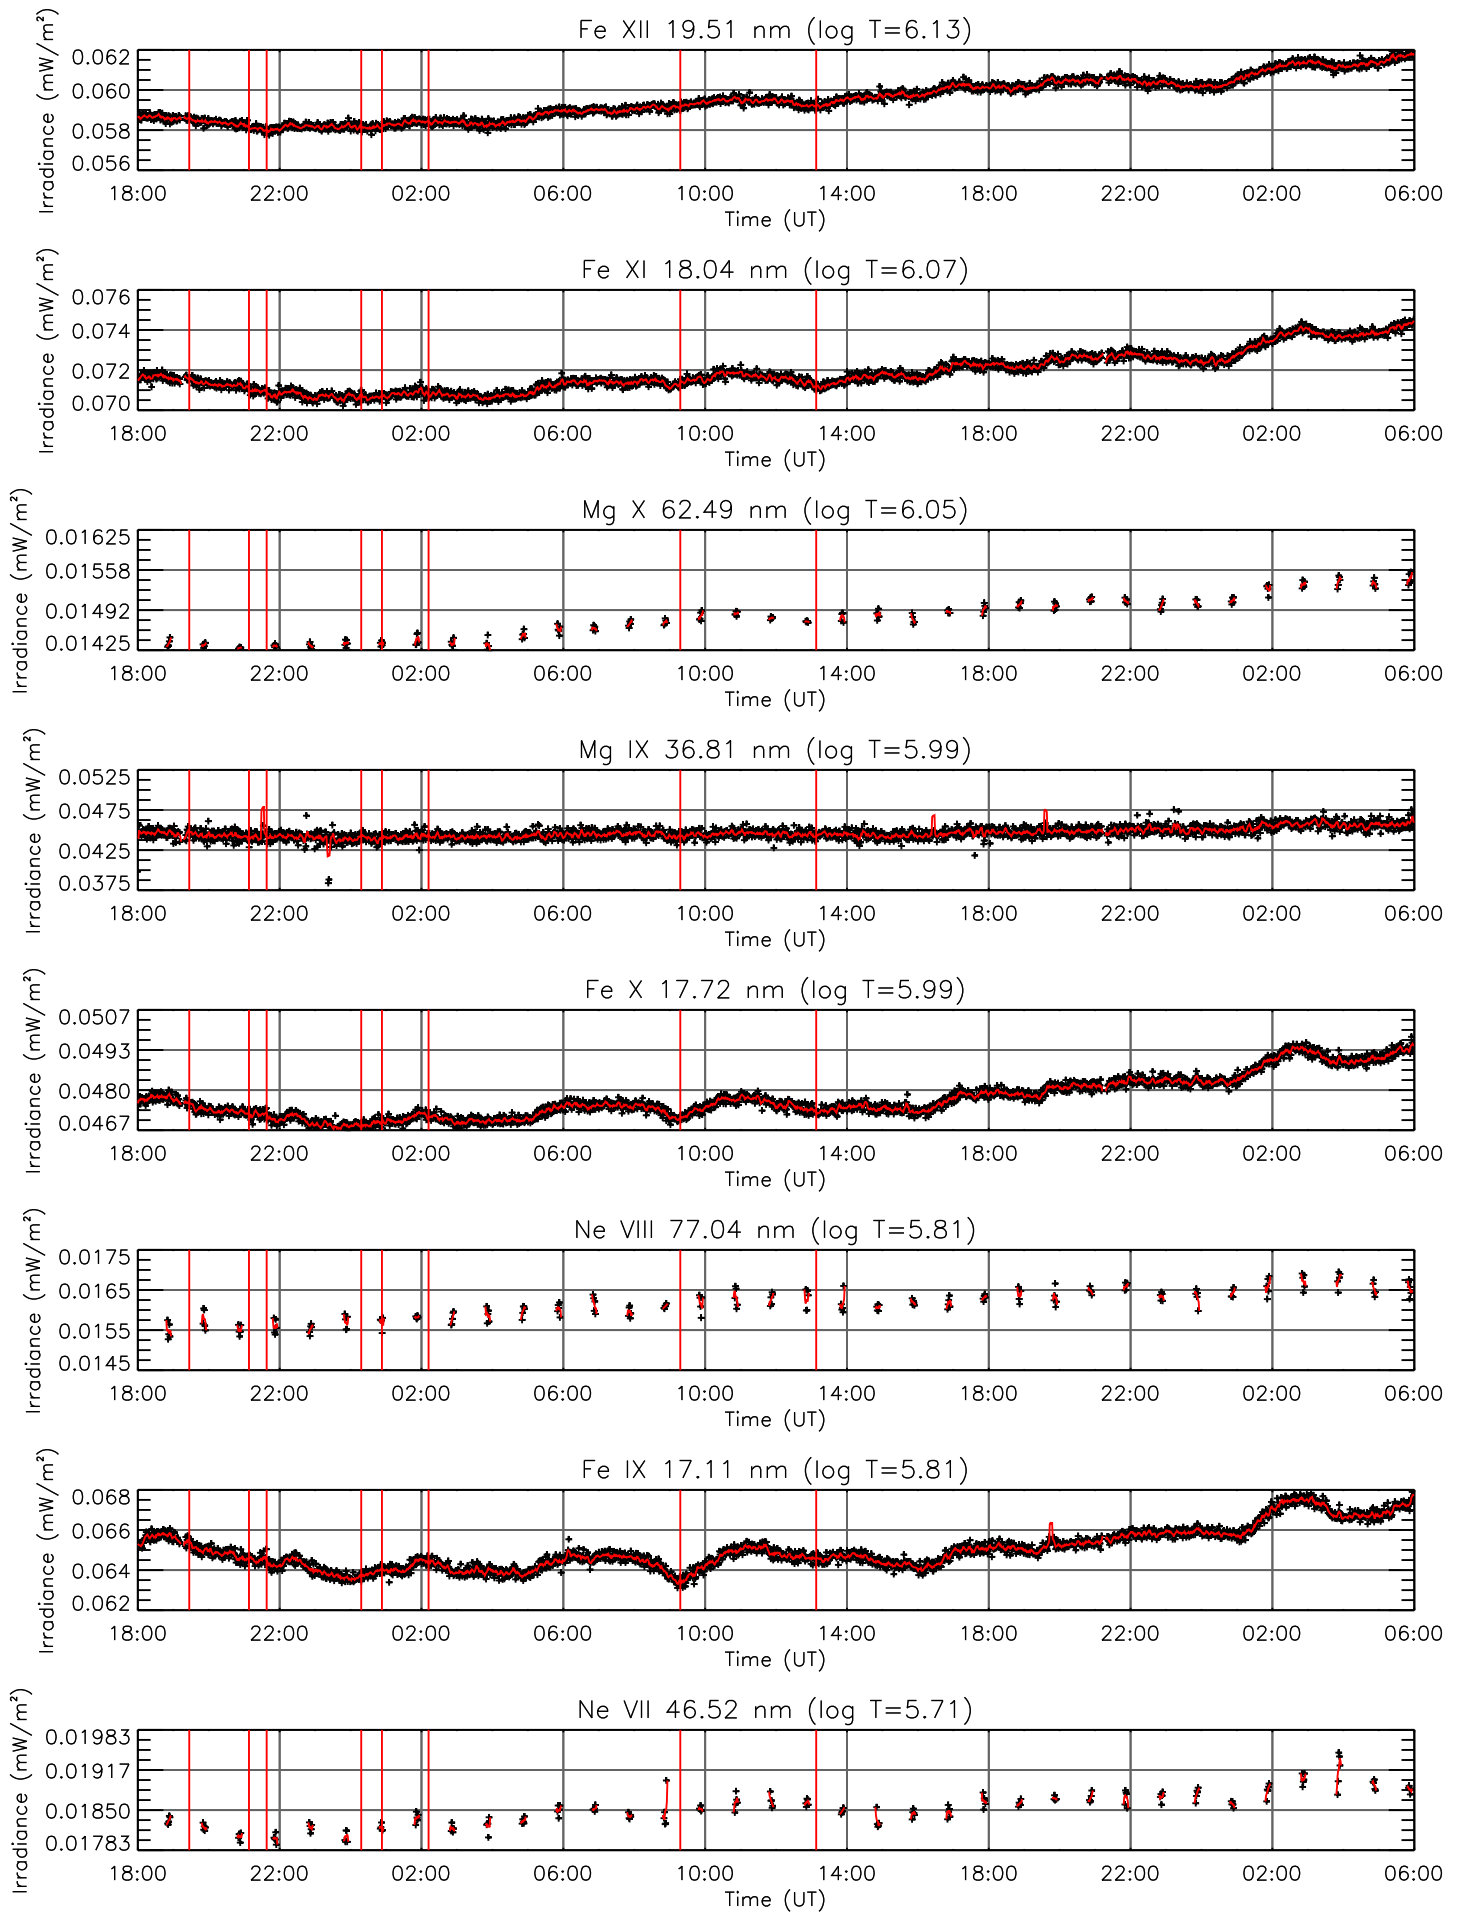 Fe XII 19.51 nm (log T=6.13)
Irradiance (mW/m²)
0.062
0.060
0.058
0.056
18:00 22:00 02:00 06:00 10:00 14:00 18:00 22:00 02:00 06:00
Time (UT)
Fe XI 18.04 nm (log T=6.07)
Irradiance (mW/m²)
0.076
0.074
0.072
0.070
18:00 22:00 02:00 06:00 10:00 14:00 18:00 22:00 02:00 06:00
Time (UT)
Mg X 62.49 nm (log T=6.05)
Irradiance (mW/m²)
0.01625
0.01558
0.01492
0.01425
18:00 22:00 02:00 06:00 10:00 14:00 18:00 22:00 02:00 06:00
Time (UT)
Mg IX 36.81 nm (log T=5.99)
Irradiance (mW/m²)
0.0525
0.0475
0.0425
0.0375
18:00 22:00 02:00 06:00 10:00 14:00 18:00 22:00 02:00 06:00
Time (UT)
Fe X 17.72 nm (log T=5.99)
Irradiance (mW/m²)
0.0507
0.0493
0.0480
0.0467
18:00 22:00 02:00 06:00 10:00 14:00 18:00 22:00 02:00 06:00
Time (UT)
Ne VIII 77.04 nm (log T=5.81)
Irradiance (mW/m²)
0.0175
0.0165
0.0155
0.0145
18:00 22:00 02:00 06:00 10:00 14:00 18:00 22:00 02:00 06:00
Time (UT)
Fe IX 17.11 nm (log T=5.81)
Irradiance (mW/m²)
0.068
0.066
0.064
0.062
18:00 22:00 02:00 06:00 10:00 14:00 18:00 22:00 02:00 06:00
Time (UT)
Ne VII 46.52 nm (log T=5.71)
Irradiance (mW/m²)
0.01983
0.01917
0.01850
0.01783
18:00 22:00 02:00 06:00 10:00 14:00 18:00 22:00 02:00 06:00
Time (UT)